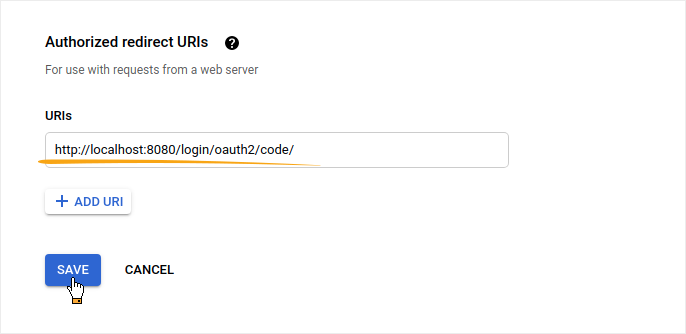 Authorized redirect URIs
For use with requests from a web server
URIs
http://localhost:8080/login/oauth2/code/
ADD URI
SAVE CANCEL